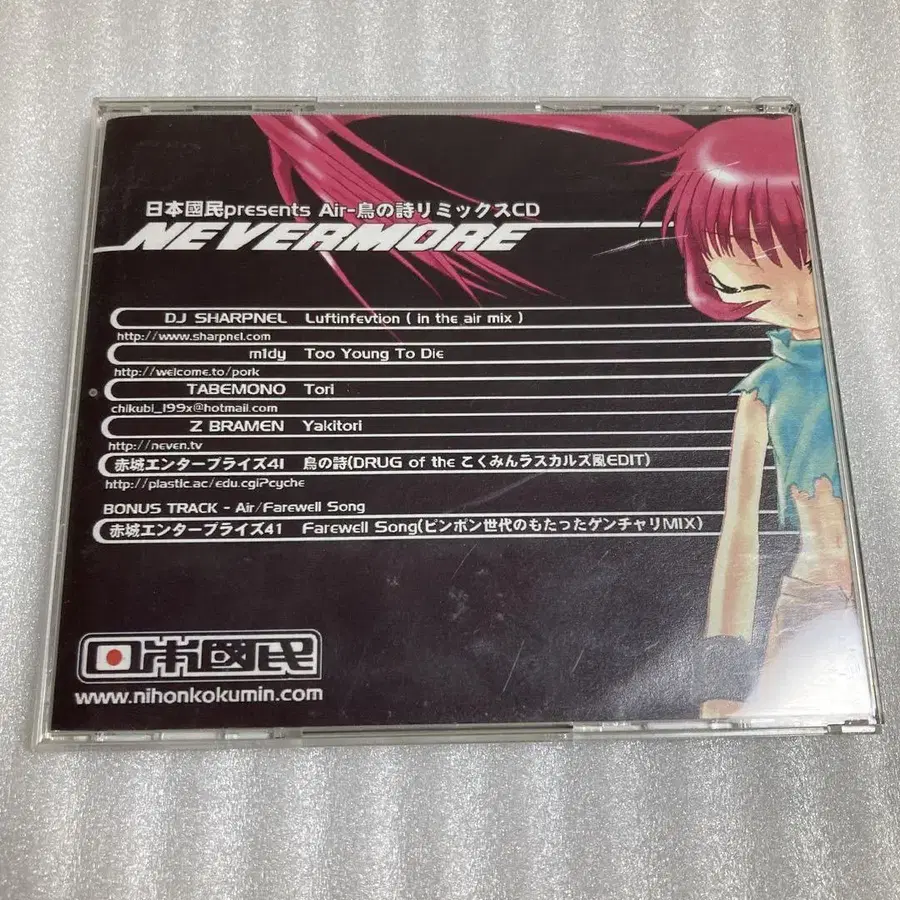 日本國民presents Air-鳥の詩リミックスCD
NEVERMORE
DJ SHARPNEL Luftinfevtion ( in the air mix )
http://www.sharpnel.com
m1dy Too Young To Die
http://welcome.to/pork
TABEMONO Tori
chikubi_199x@hotmail.com
Z BRAMEN Yakitori
http://neven.tv
赤城エンタープライズ41 鳥の詩(DRUG of the こくみんラスカルズ風EDIT)
http://plastic.ac/edu.cgi?cyche
BONUS TRACK - Air/Farewell Song
赤城エンタープライズ41 Farewell Song(ピンポン世代のもたったゲンチャリMIX)
日本國民
www.nihonkokumin.com